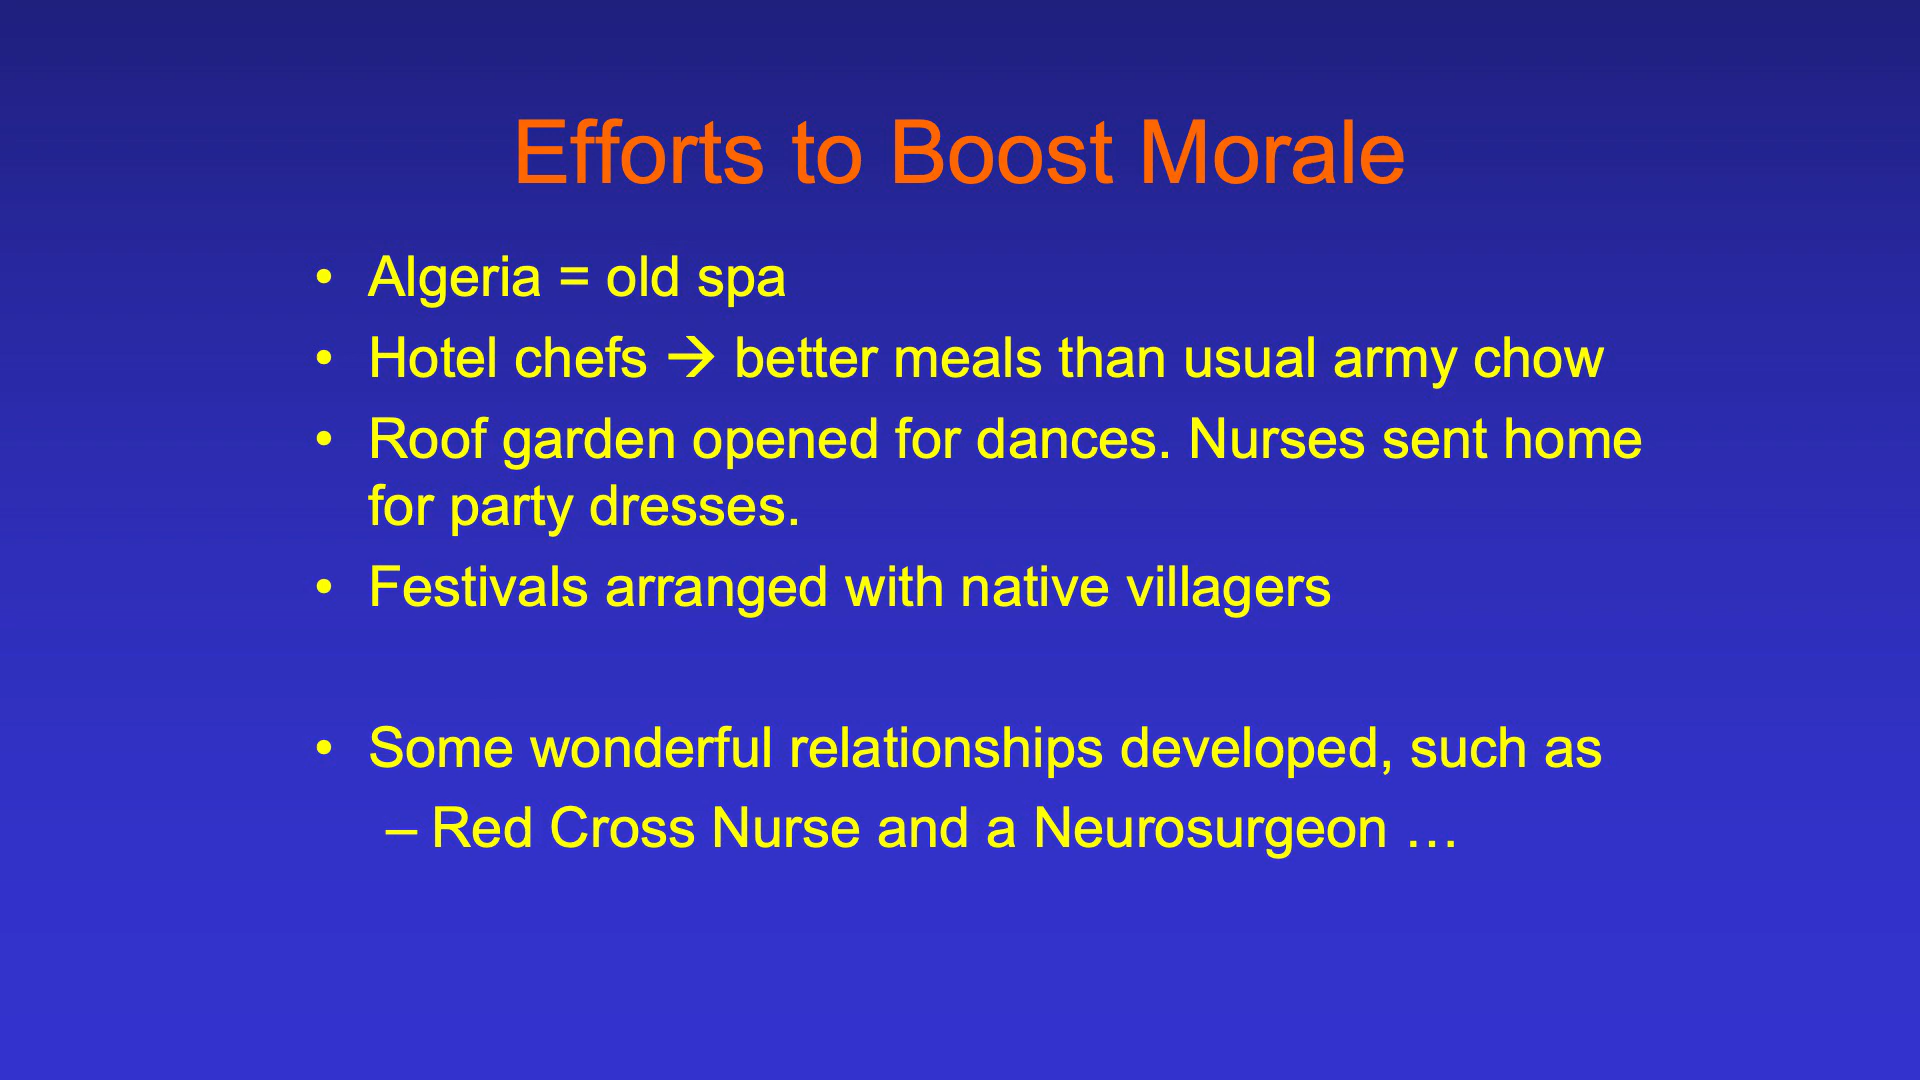 Efforts to Boost Morale
• Algeria = old spa
• Hotel chefs → better meals than usual army chow
• Roof garden opened for dances. Nurses sent home
for party dresses.
• Festivals arranged with native villagers
• Some wonderful relationships developed, such as
– Red Cross Nurse and a Neurosurgeon …